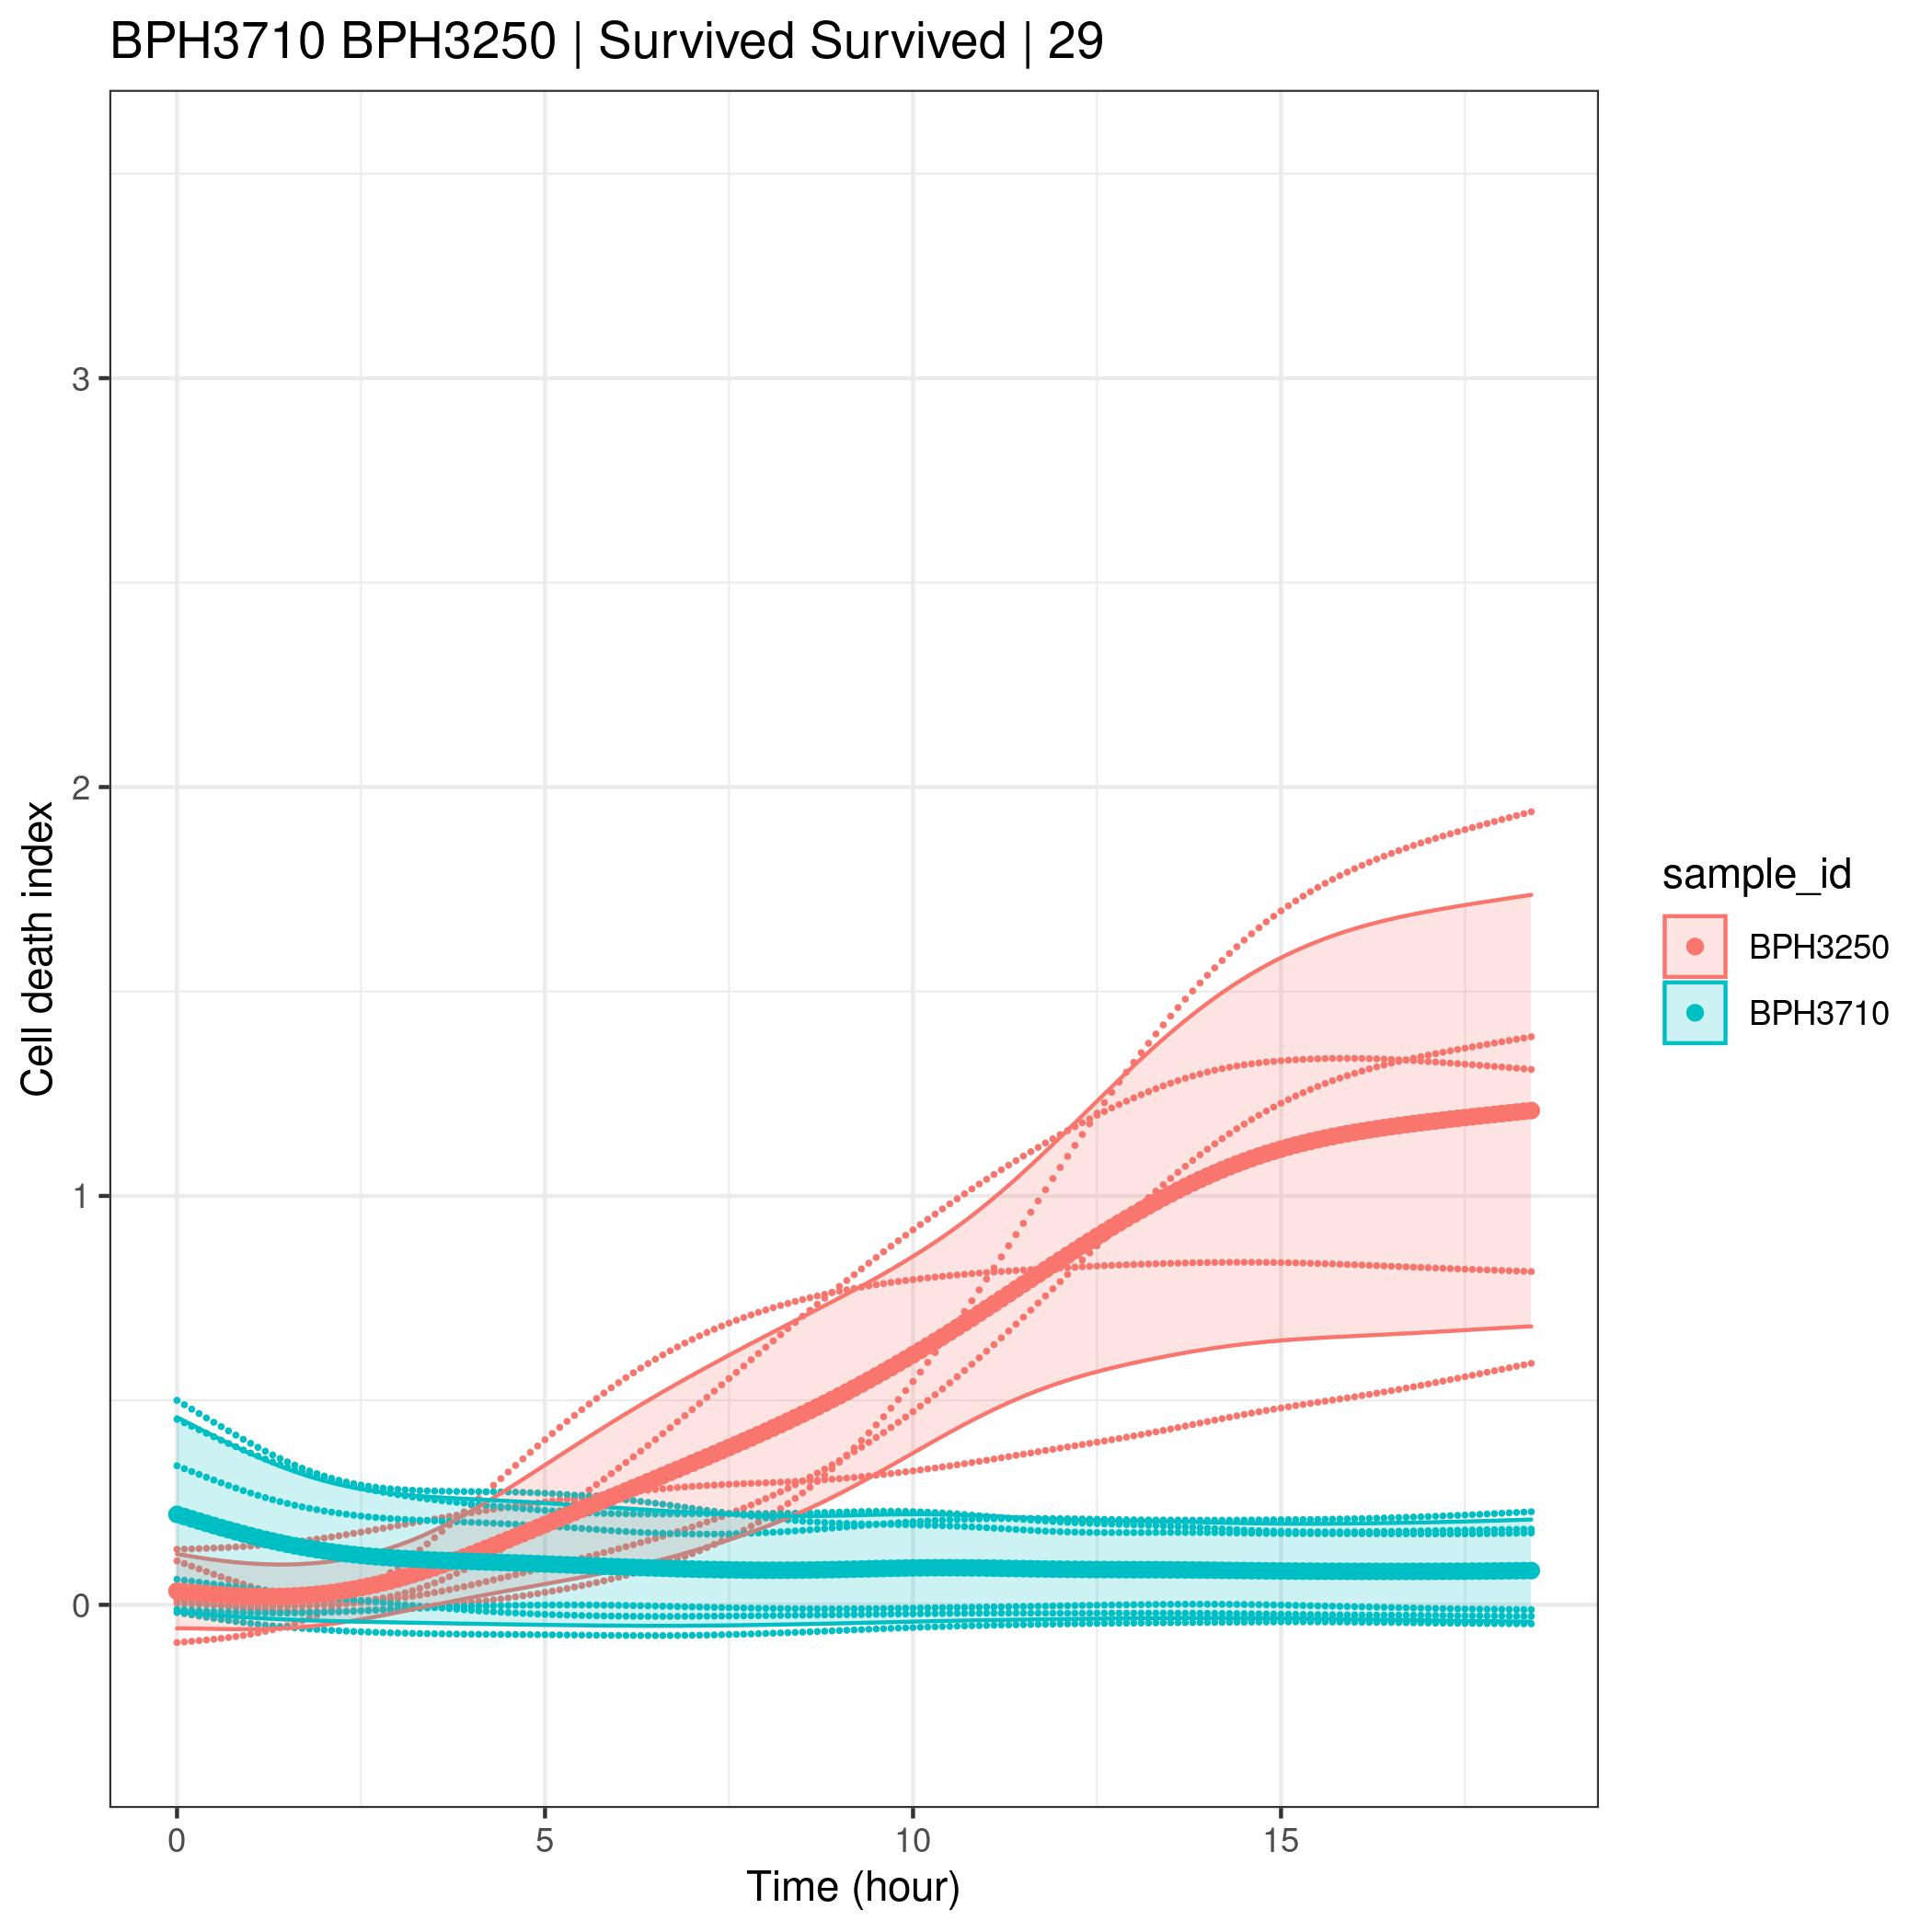 BPH3710 BPH3250 | Survived Survived | 29
Cell death index
3
2
1
0
0 5 10 15
Time (hour)
sample_id
BPH3250
BPH3710